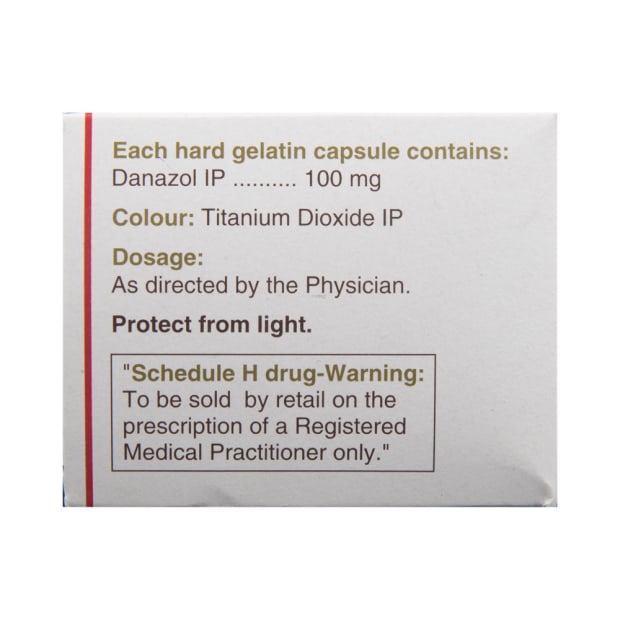 Each hard gelatin capsule contains:
Danazol IP .......... 100 mg
Colour: Titanium Dioxide IP
Dosage:
As directed by the Physician.
Protect from light.
"Schedule H drug-Warning:
To be sold  by retail on the
prescription of a Registered
Medical Practitioner only."